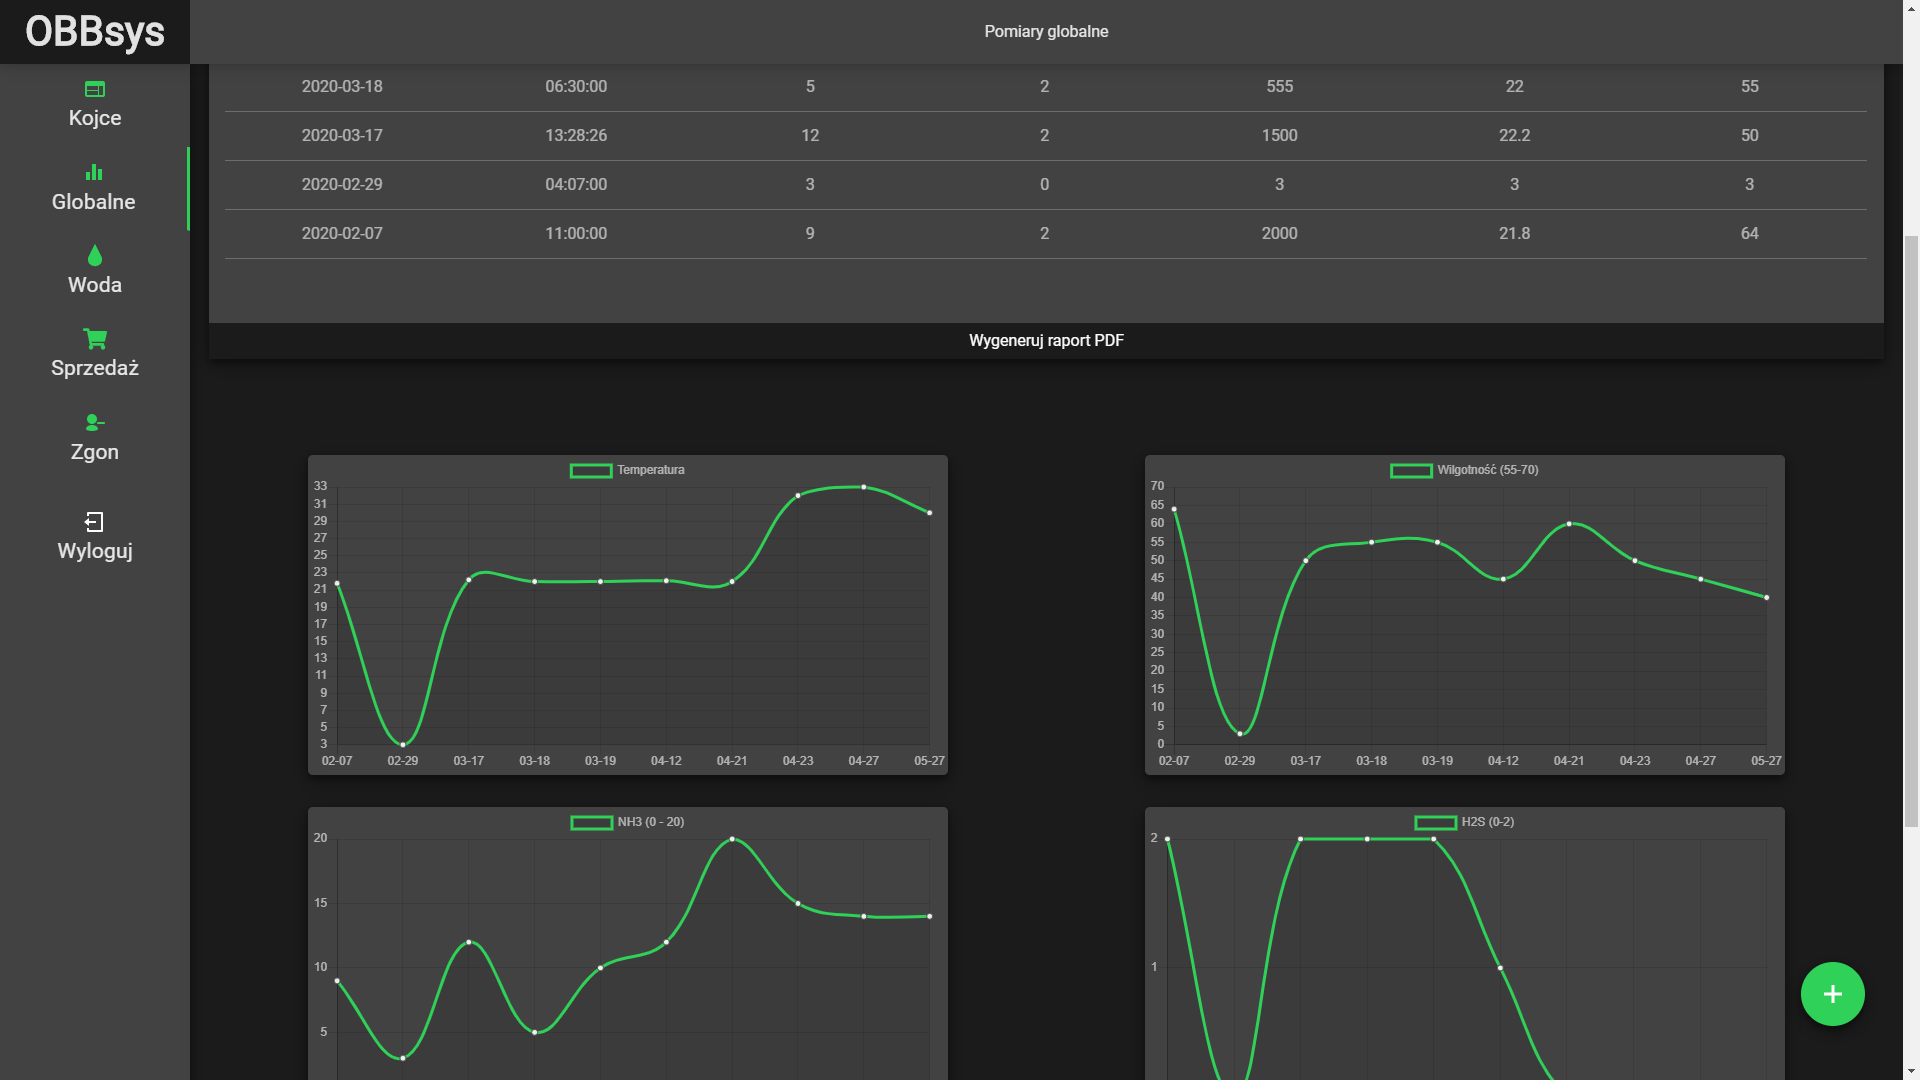 OBBsys
Pomiary globalne
Kojce
Globalne
Woda
Sprzedaż
Zgon
Wyloguj
2020-03-18 06:30:00 5 2 555 22 55
2020-03-17 13:28:26 12 2 1500 22.2 50
2020-02-29 04:07:00 3 0 3 3 3
2020-02-07 11:00:00 9 2 2000 21.8 64
Wygeneruj raport PDF
Temperatura
33
31
29
27
25
23
21
19
17
15
13
11
9
7
5
3
02-07 02-29 03-17 03-18 03-19 04-12 04-21 04-23 04-27 05-27
Wilgotność (55-70)
70
65
60
55
50
45
40
35
30
25
20
15
10
5
0
02-07 02-29 03-17 03-18 03-19 04-12 04-21 04-23 04-27 05-27
NH3 (0 - 20)
20
15
10
5
H2S (0-2)
2
1
+